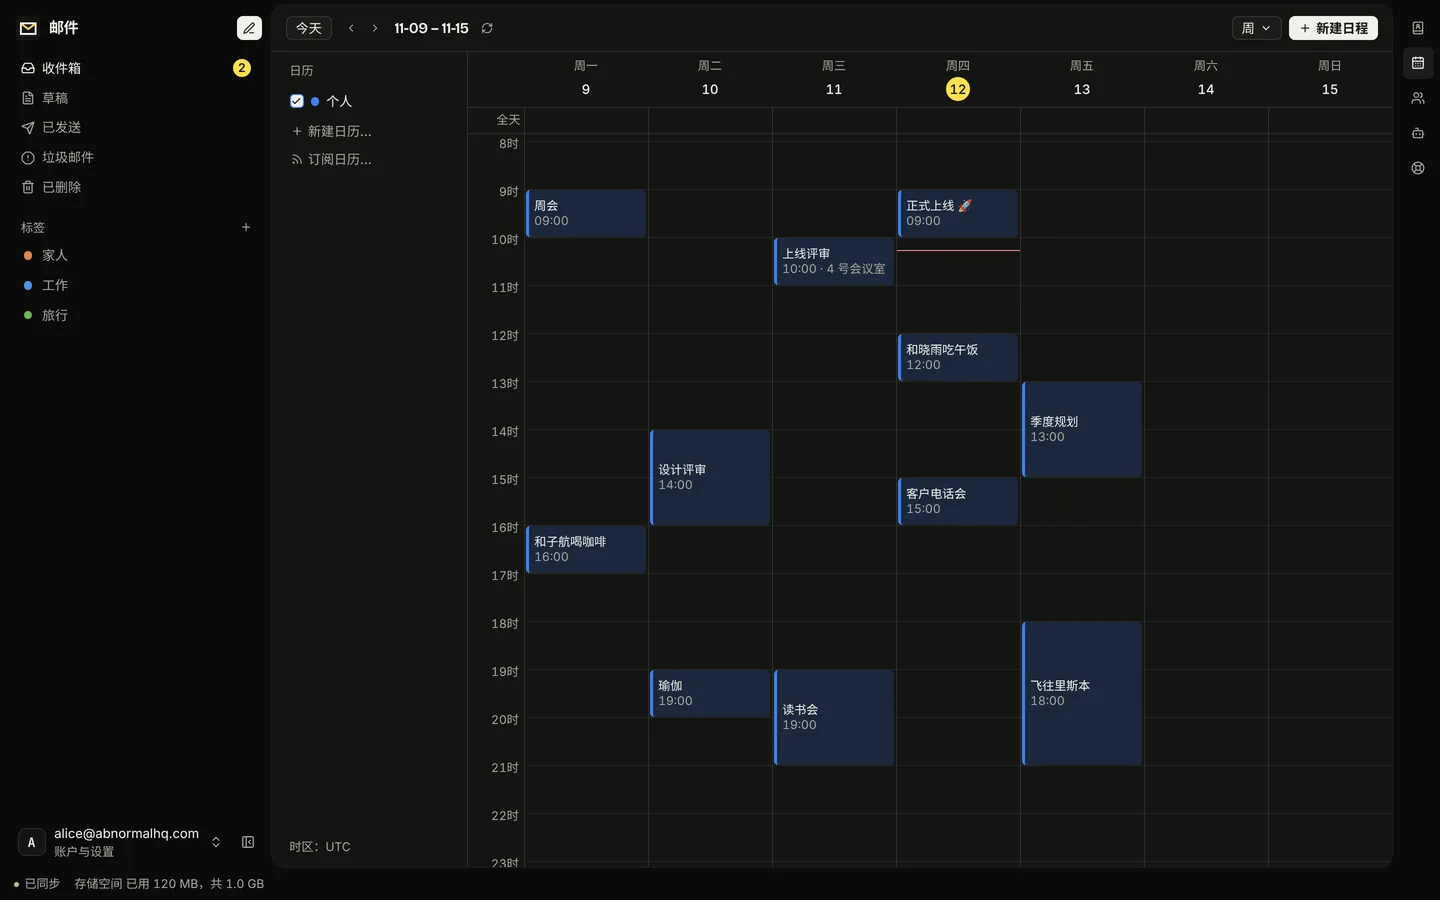 邮件
收件箱
2
草稿
已发送
垃圾邮件
已删除
标签
家人
工作
旅行
A
alice@abnormalhq.com
账户与设置
已同步 存储空间 已用 120 MB，共 1.0 GB
今天
11-09 – 11-15
周
新建日程
日历
个人
新建日历...
订阅日历...
时区：UTC
周一 周二 周三 周四 周五 周六 周日
9 10 11 12 13 14 15
全天
8时
9时
10时
11时
12时
13时
14时
15时
16时
17时
18时
19时
20时
21时
22时
23时
周会
09:00
和子航喝咖啡
16:00
设计评审
14:00
瑜伽
19:00
上线评审
10:00 · 4 号会议室
读书会
19:00
正式上线 🚀
09:00
和晓雨吃午饭
12:00
客户电话会
15:00
季度规划
13:00
飞往里斯本
18:00